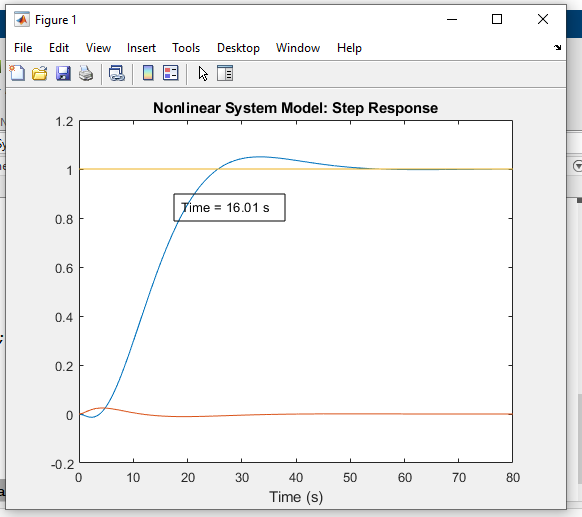 Figure 1
File Edit View Insert Tools Desktop Window Help
Nonlinear System Model: Step Response
1.2
1
0.8
0.6
0.4
0.2
0
-0.2
Time = 16.01 s
0 10 20 30 40 50 60 70 80
Time (s)